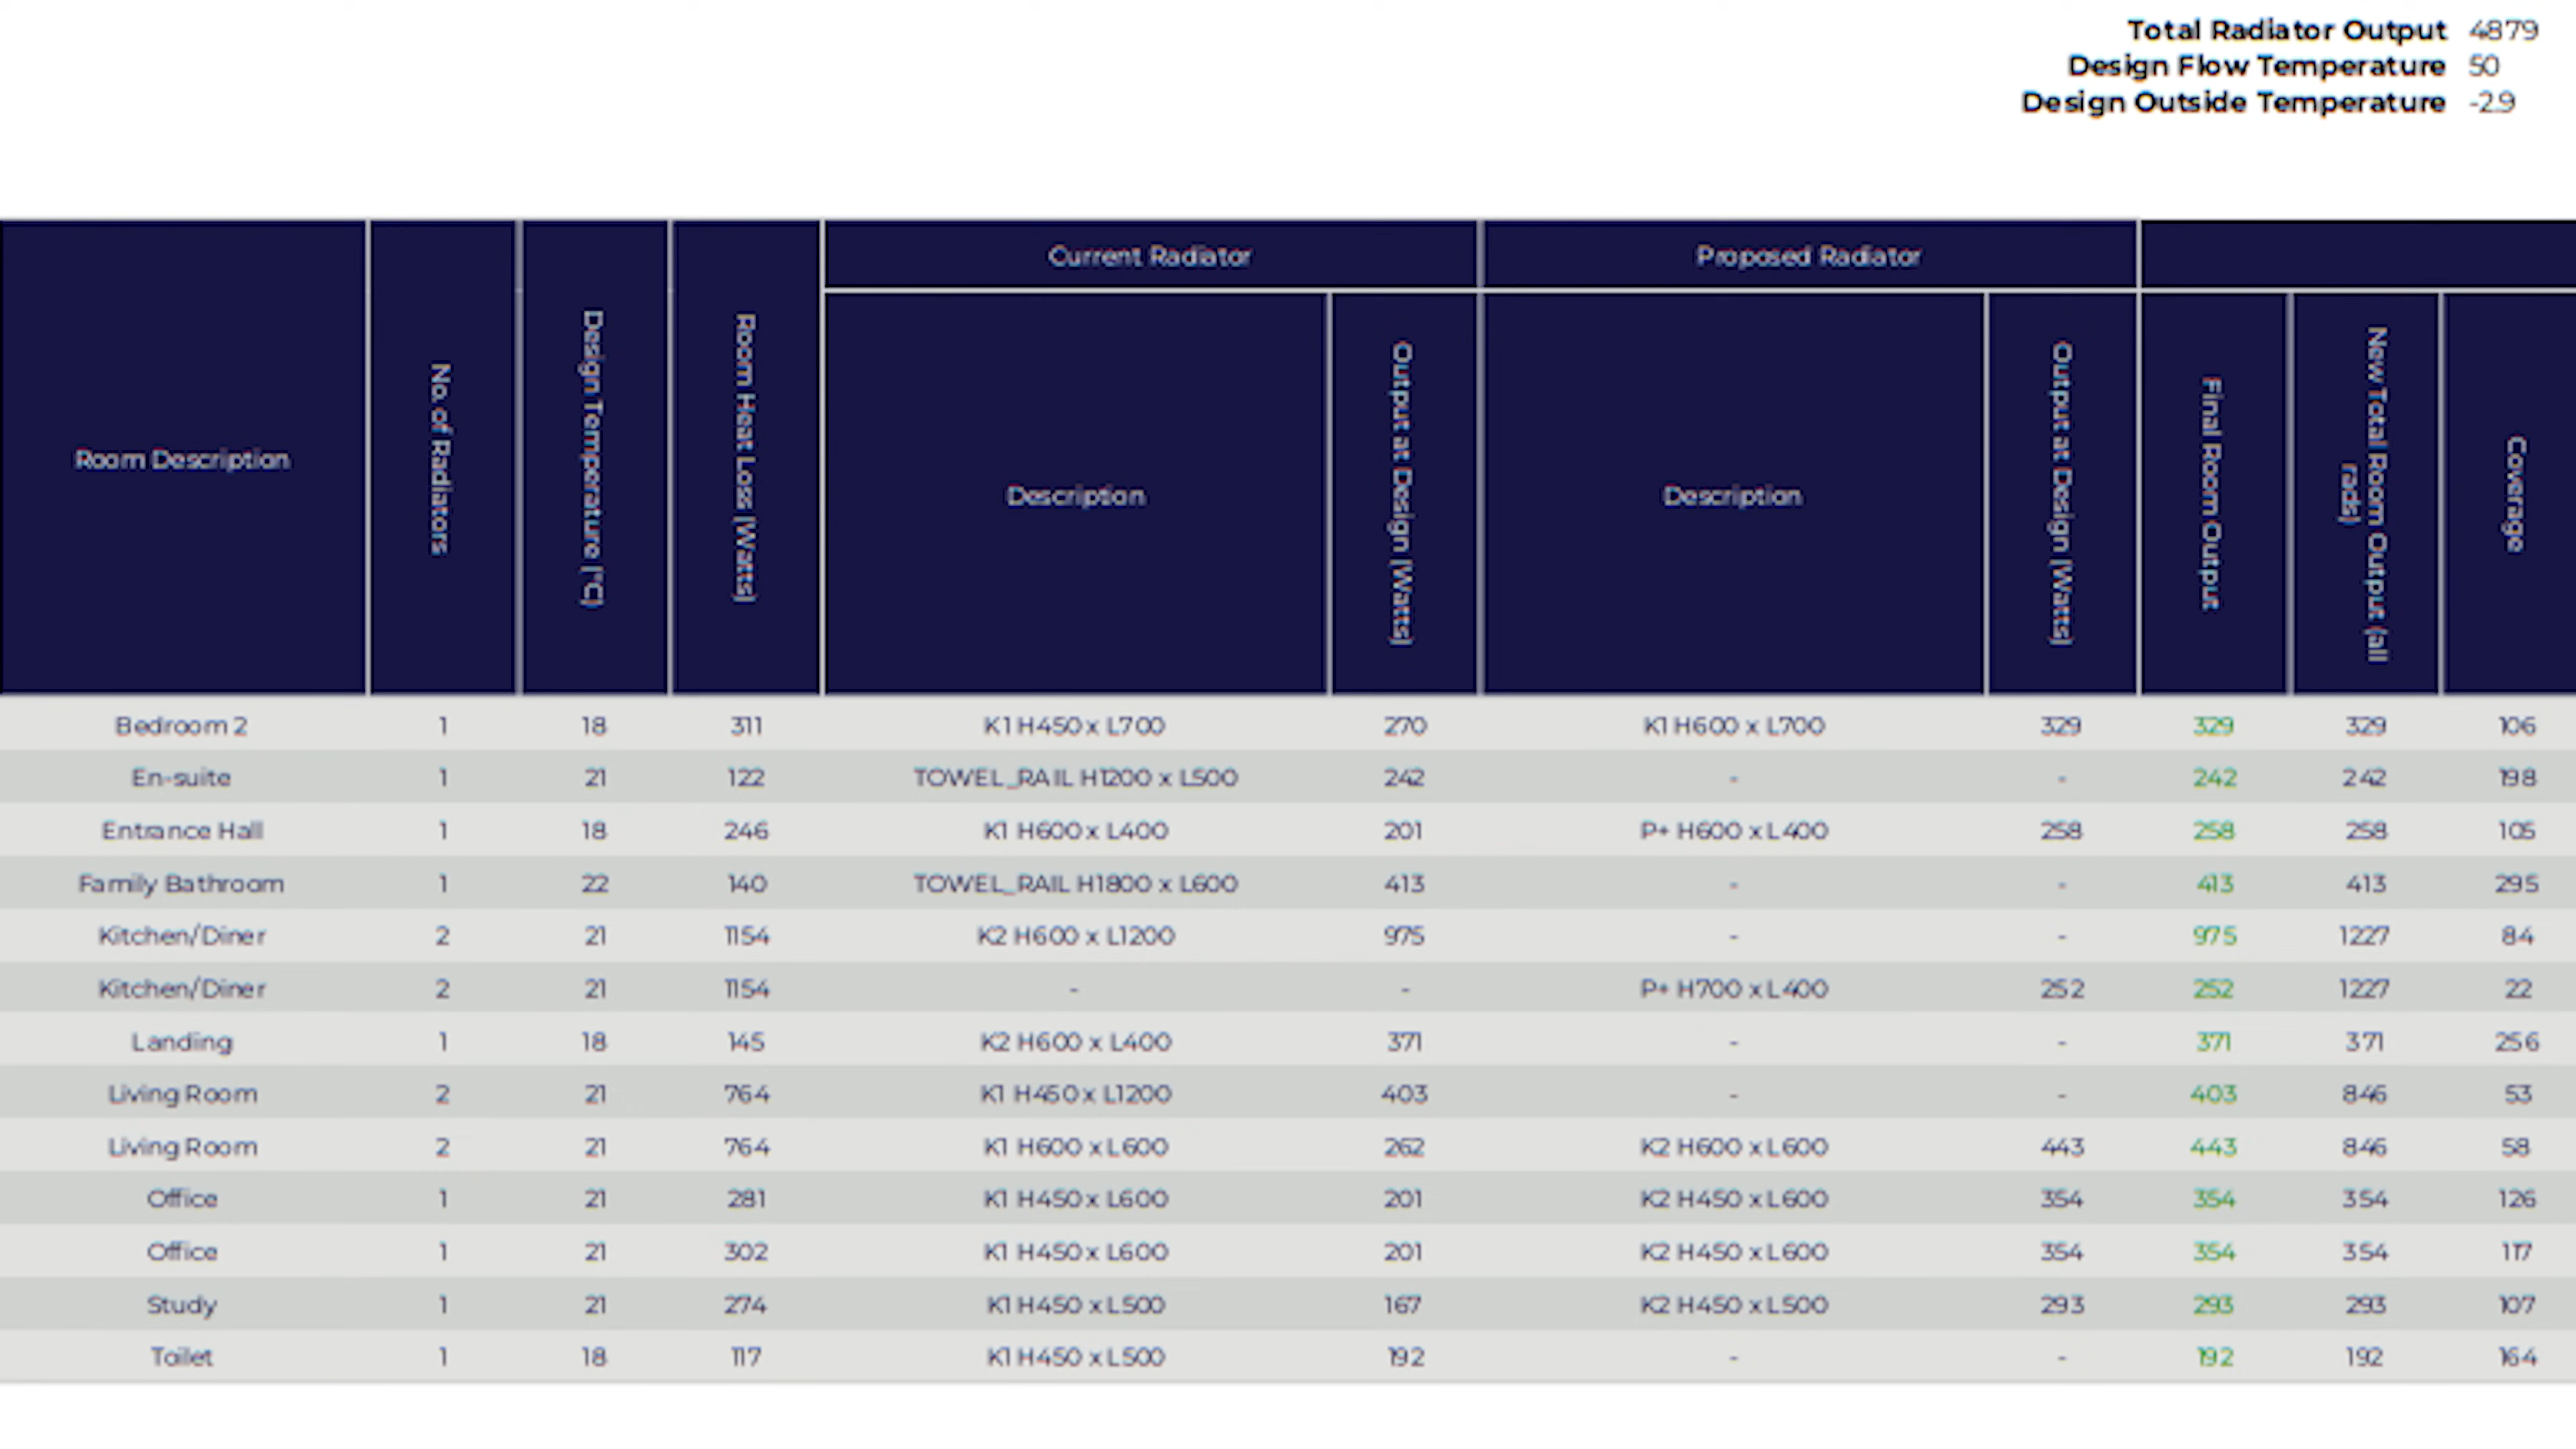 Total Radiator Output 4879
Design Flow Temperature 50
Design Outside Temperature -2.9
Current Radiator Proposed Radiator
Room Description No. of Radiators Design Temperature (°C) Room Heat Loss (Watts) Description Output at Design (Watts) Description Output at Design (Watts) Final Room Output New Total Room Output (all rads) Coverage
Bedroom 2 1 18 311 K1 H450 x L700 270 K1 H600 x L700 329 329 329 106
En-suite 1 21 122 TOWEL_RAIL H1200 x L500 242 - - 242 242 198
Entrance Hall 1 18 246 K1 H600 x L400 201 P+ H600 x L400 258 258 258 105
Family Bathroom 1 22 140 TOWEL_RAIL H1800 x L600 413 - - 413 413 295
Kitchen/Diner 2 21 1154 K2 H600 x L1200 975 - - 975 1227 84
Kitchen/Diner 2 21 1154 - - P+ H700 x L400 252 252 1227 22
Landing 1 18 145 K2 H600 x L400 371 - - 371 371 256
Living Room 2 21 764 K1 H450 x L1200 403 - - 403 846 53
Living Room 2 21 764 K1 H600 x L600 262 K2 H600 x L600 443 443 846 58
Office 1 21 281 K1 H450 x L600 201 K2 H450 x L600 354 354 354 126
Office 1 21 302 K1 H450 x L600 201 K2 H450 x L600 354 354 354 117
Study 1 21 274 K1 H450 x L500 167 K2 H450 x L500 293 293 293 107
Toilet 1 18 117 K1 H450 x L500 192 - - 192 192 164